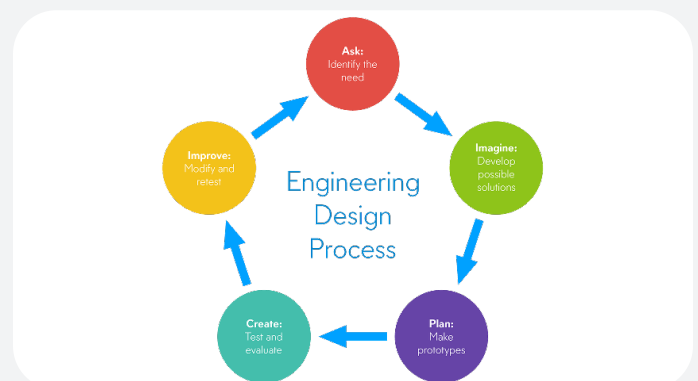 Ask:
Identify the
need
Imagine:
Develop
possible
solutions
Improve:
Modify and
retest
Engineering
Design
Process
Create:
Test and
evaluate
Plan:
Make
prototypes